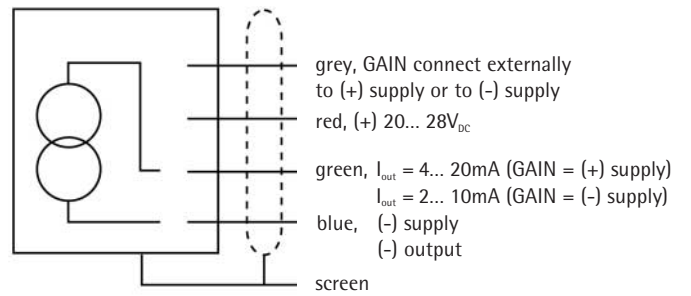 grey, GAIN connect externally
to (+) supply or to (-) supply
red, (+) 20... 28V_DC
green, I_out = 4... 20mA (GAIN = (+) supply)
I_out = 2... 10mA (GAIN = (-) supply)
blue, (-) supply
(-) output
screen